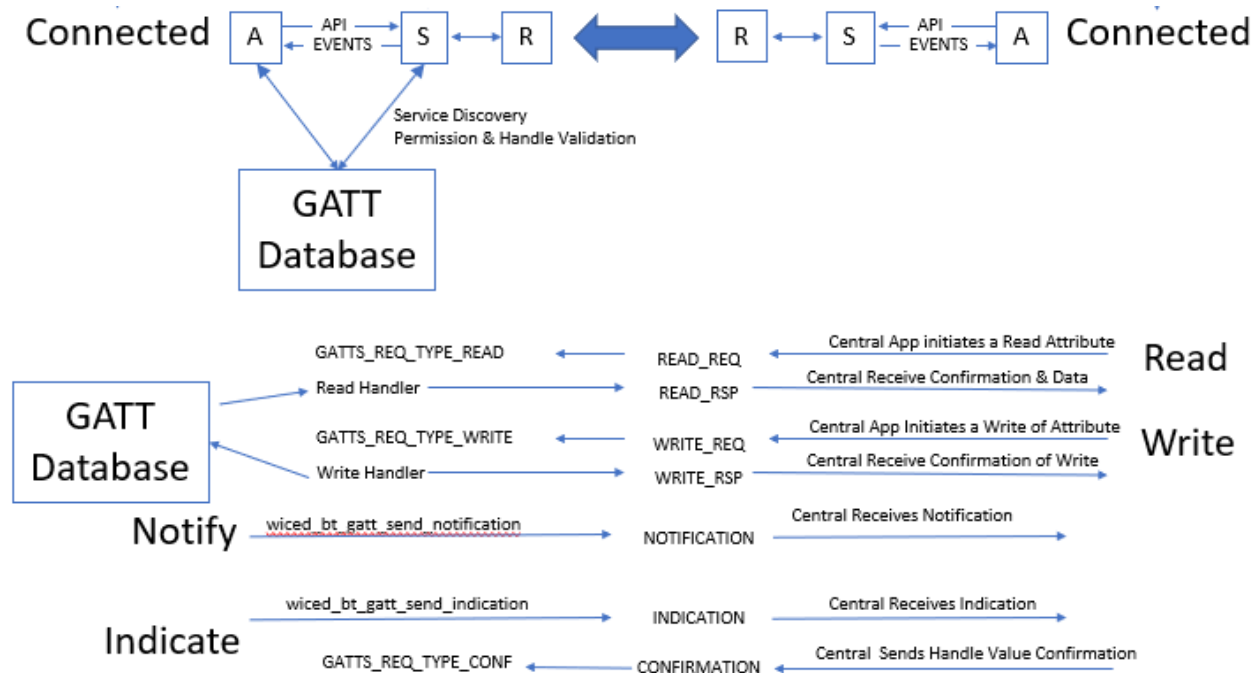 Connected
A
API
EVENTS
S
R
R
S
API
EVENTS
A
Connected
Service Discovery
Permission & Handle Validation
GATT
Database
GATTS_REQ_TYPE_READ
READ_REQ
Central App initiates a Read Attribute
Read
Read Handler
READ_RSP
Central Receive Confirmation & Data
GATT
Database
GATTS_REQ_TYPE_WRITE
WRITE_REQ
Central App Initiates a Write of Attribute
Write
Write Handler
WRITE_RSP
Central Receive Confirmation of Write
Notify
wiced_bt_gatt_send_notification
NOTIFICATION
Central Receives Notification
Indicate
wiced_bt_gatt_send_indication
INDICATION
Central Receives Indication
GATTS_REQ_TYPE_CONF
CONFIRMATION
Central Sends Handle Value Confirmation